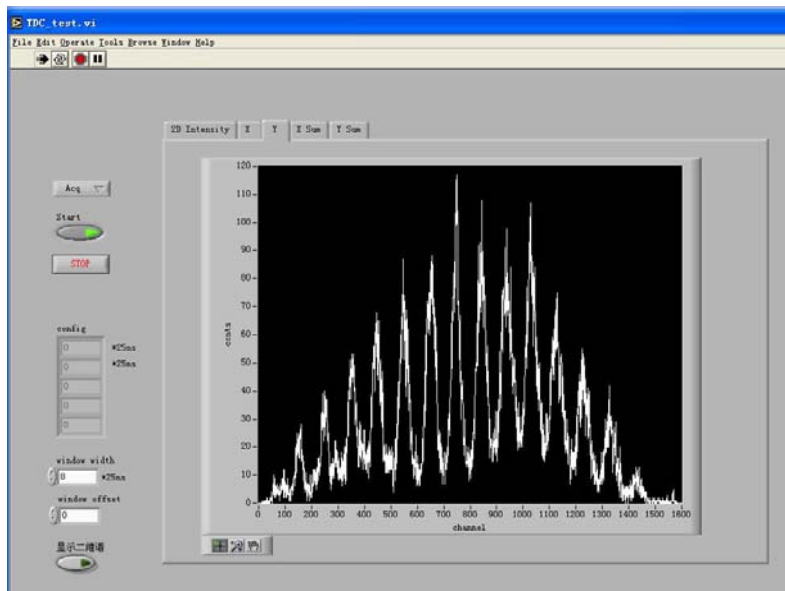 TDC_test.vi
File Edit Operate Tools Browse Window Help
2D Intensity X Y X Sum Y Sum
Acq
Start
STOP
config
0 *25ns
0 *25ns
0
0
0
window width
8 *25ns
window offset
0
显示二维谱
120
110
100
90
80
70
60
50
40
30
20
10
0
counts
0 100 200 300 400 500 600 700 800 900 1000 1100 1200 1300 1400 1500 1600
channel